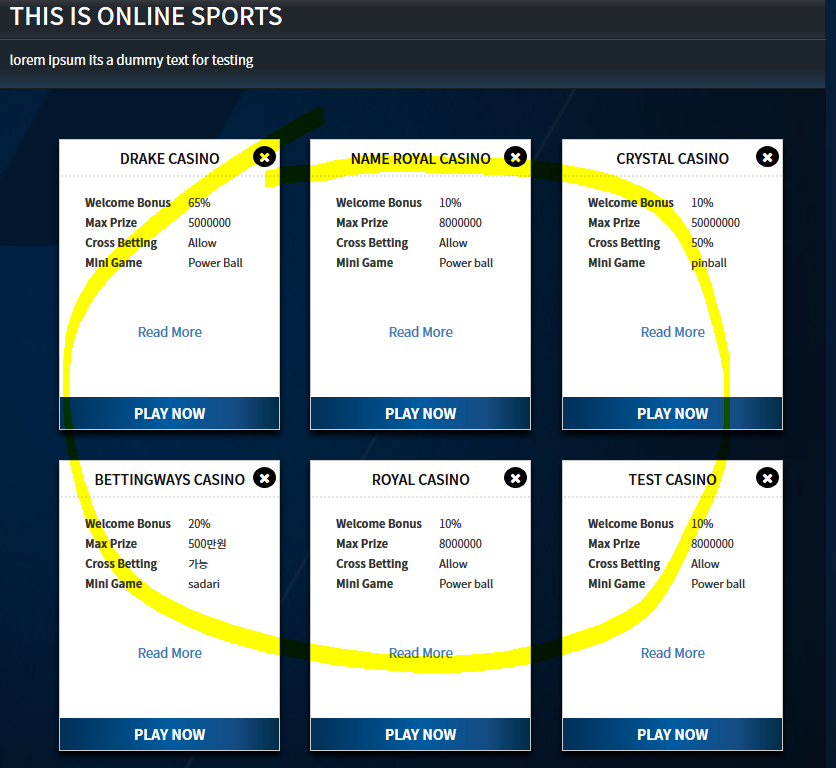 THIS IS ONLINE SPORTS
lorem ipsum its a dummy text for testing
DRAKE CASINO
Welcome Bonus 65%
Max Prize 5000000
Cross Betting Allow
Mini Game Power Ball
Read More
PLAY NOW
NAME ROYAL CASINO
Welcome Bonus 10%
Max Prize 8000000
Cross Betting Allow
Mini Game Power ball
Read More
PLAY NOW
CRYSTAL CASINO
Welcome Bonus 10%
Max Prize 50000000
Cross Betting 50%
Mini Game pinball
Read More
PLAY NOW
BETTINGWAYS CASINO
Welcome Bonus 20%
Max Prize 500만원
Cross Betting 가능
Mini Game sadari
Read More
PLAY NOW
ROYAL CASINO
Welcome Bonus 10%
Max Prize 8000000
Cross Betting Allow
Mini Game Power ball
Read More
PLAY NOW
TEST CASINO
Welcome Bonus 10%
Max Prize 8000000
Cross Betting Allow
Mini Game Power ball
Read More
PLAY NOW